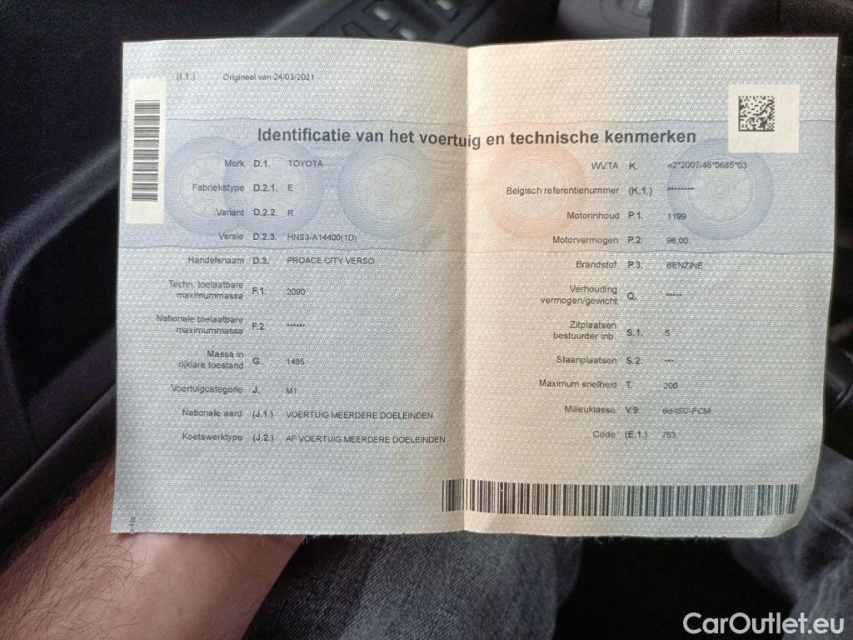 (I.1.) Origineel van 24/03/2021
Identificatie van het voertuig en technische kenmerken
Merk D.1. TOYOTA
Fabriekstype D.2.1. E
Variant D.2.2. R
Versie D.2.3. HNS3-A14400(1D)
Handelsnaam D.3. PROACE CITY VERSO
Techn. toelaatbare
maximummassa F.1. 2090
Nationale toelaatbare
maximummassa F.2. ******
Massa in
rijklare toestand G. 1485
Voertuigcategorie J. M1
Nationale aard (J.1.) VOERTUIG MEERDERE DOELEINDEN
Koetswerktype (J.2.) AF VOERTUIG MEERDERE DOELEINDEN
WVTA K. e2*2007/46*0685*03
Belgisch referentienummer (K.1.) ********
Motorinhoud P.1. 1199
Motorvermogen P.2. 96,00
Brandstof P.3. BENZINE
Verhouding
vermogen/gewicht Q. *****
Zitplaatsen
bestuurder inb. S.1. 5
Staanplaatsen S.2. ***
Maximum snelheid T. 200
Milieuklasse V.9. 6d-ISC-FCM
Code (E.1.) 753
CarOutlet.eu